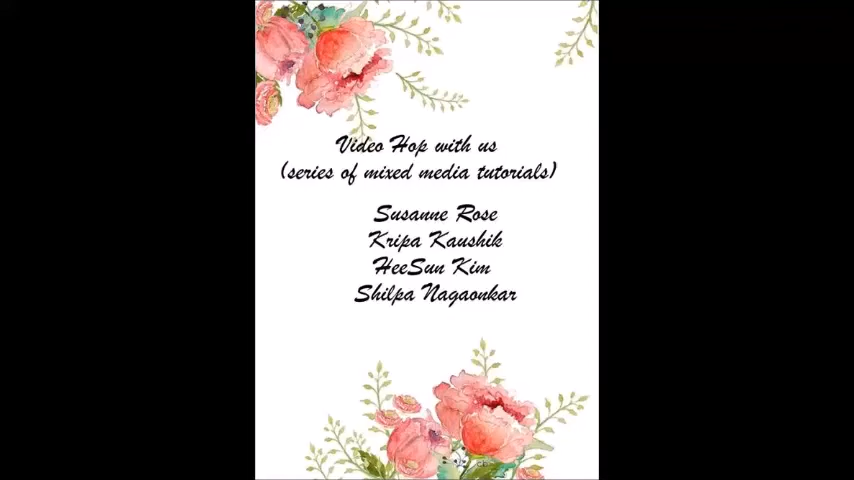 Video Hop with us
(series of mixed media tutorials)
Susanne Rose
Kripa Kaushik
HeeSun Kim
Shilpa Nagaonkar